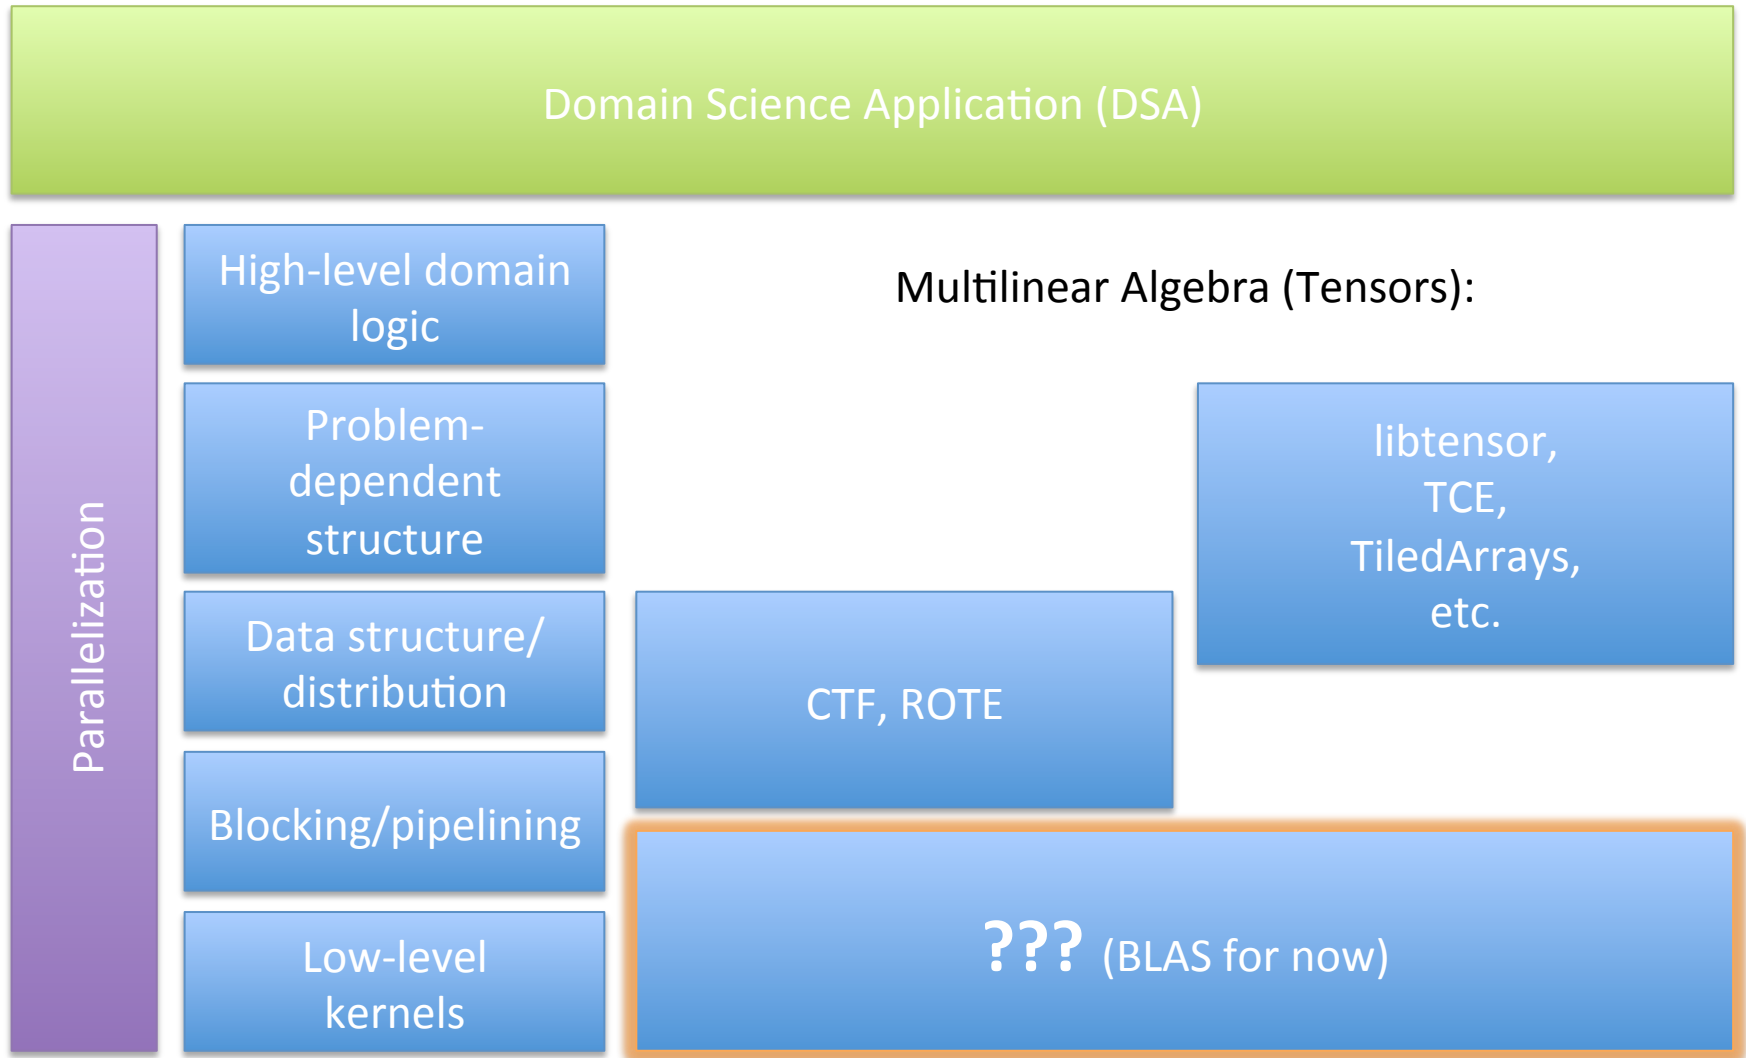 Domain Science Application (DSA)
Parallelization
High-level domain
logic
Problem-
dependent
structure
Data structure/
distribution
Blocking/pipelining
Low-level
kernels
Multilinear Algebra (Tensors):
libtensor,
TCE,
TiledArrays,
etc.
CTF, ROTE
??? (BLAS for now)